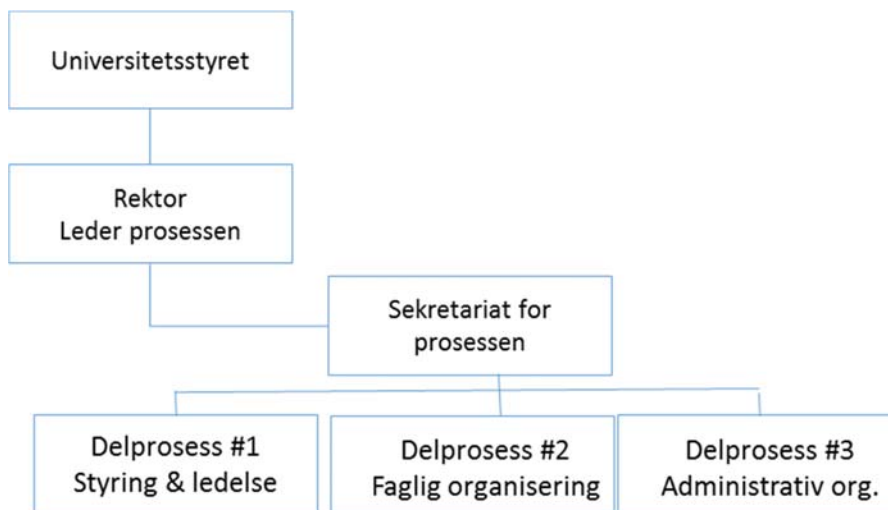 Universitetsstyret
Rektor
Leder prosessen
Sekretariat for
prosessen
Delprosess #1
Styring & ledelse
Delprosess #2
Faglig organisering
Delprosess #3
Administrativ org.